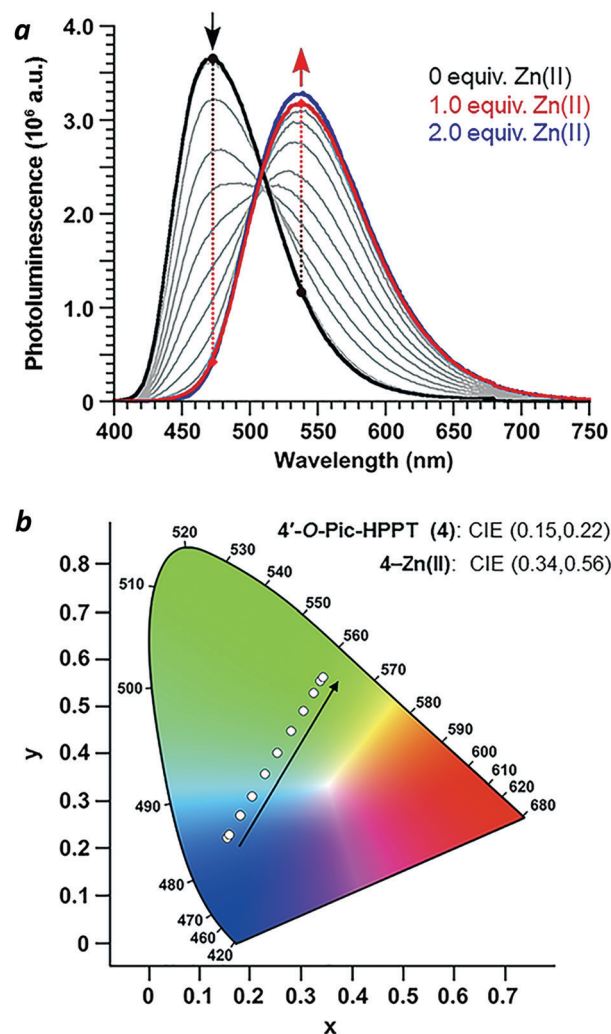 a
4.0
3.0
2.0
1.0
0
Photoluminescence (10⁶ a.u.)
0 equiv. Zn(II)
1.0 equiv. Zn(II)
2.0 equiv. Zn(II)
400 450 500 550 600 650 700 750
Wavelength (nm)
b
4′-O-Pic-HPPT (4): CIE (0.15,0.22)
4–Zn(II): CIE (0.34,0.56)
0.8
0.7
0.6
0.5
0.4
0.3
0.2
0.1
0
y
520
530
540
510
550
560
570
500
580
590
600
610
620
490
680
480
470
460
420
0 0.1 0.2 0.3 0.4 0.5 0.6 0.7
x